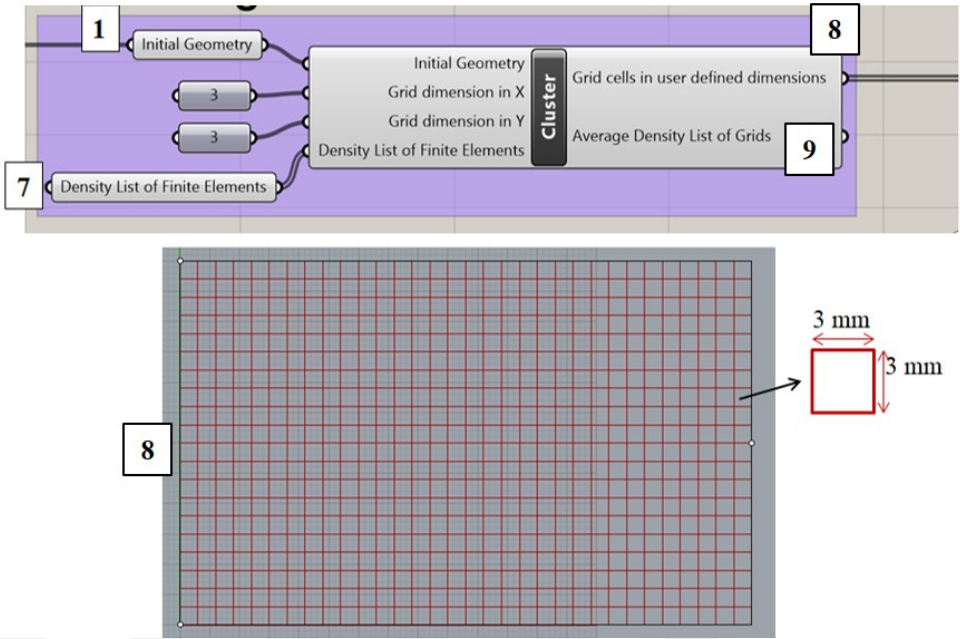 1
8
Initial Geometry
Initial Geometry
Grid cells in user defined dimensions
3
Grid dimension in X
Cluster
3
Grid dimension in Y
Average Density List of Grids
9
7
Density List of Finite Elements
Density List of Finite Elements
3 mm
3 mm
8